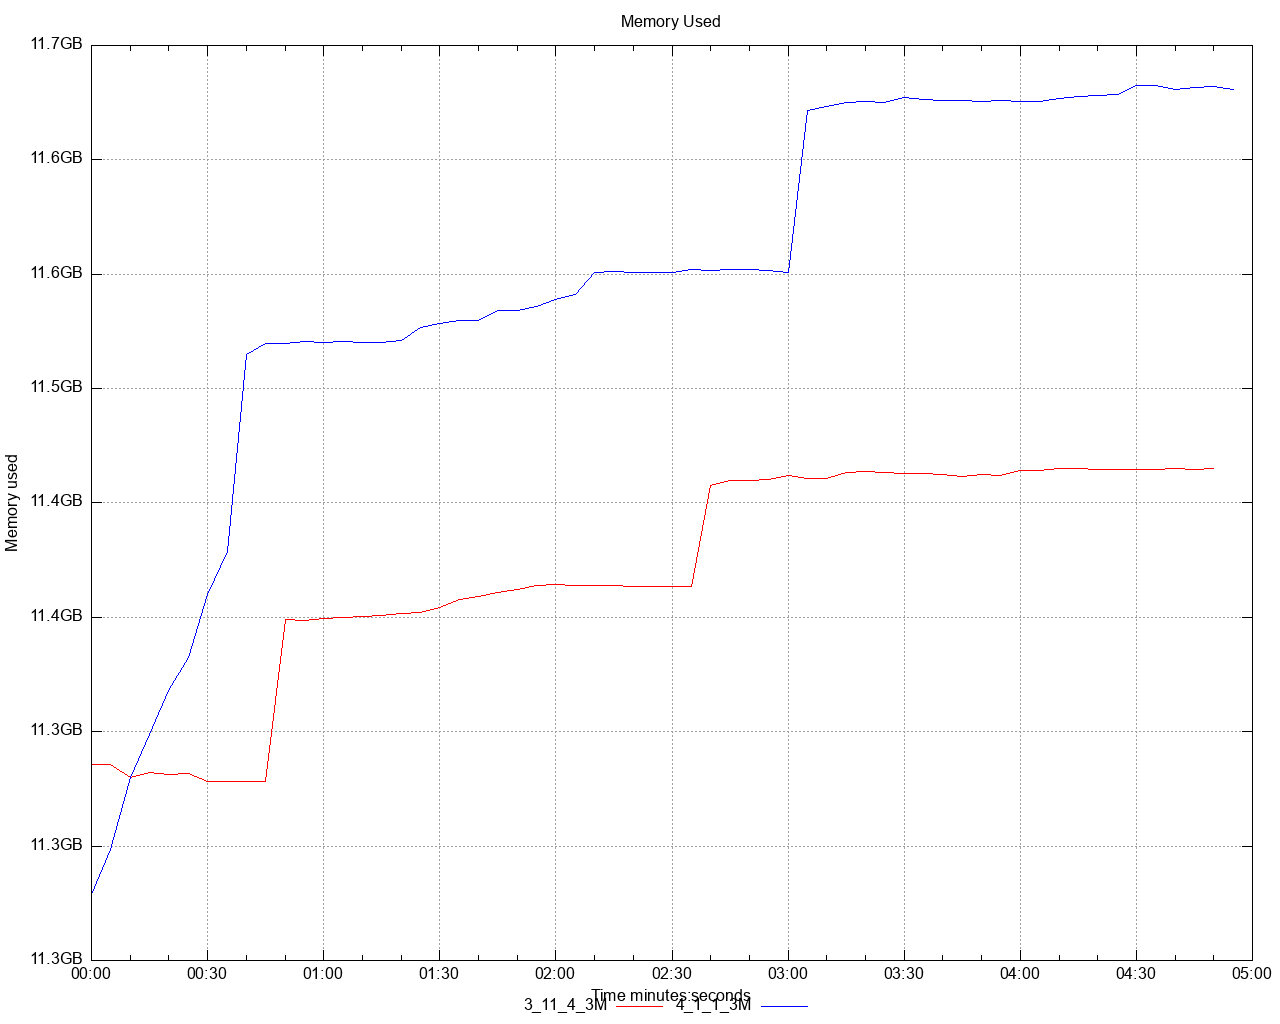 Memory Used
11.7GB
11.6GB
11.6GB
11.5GB
11.4GB
11.4GB
11.3GB
11.3GB
11.3GB
Memory used
00:00 00:30 01:00 01:30 02:00 02:30 03:00 03:30 04:00 04:30 05:00
Time minutes:seconds
3_11_4_3M 4_1_1_3M